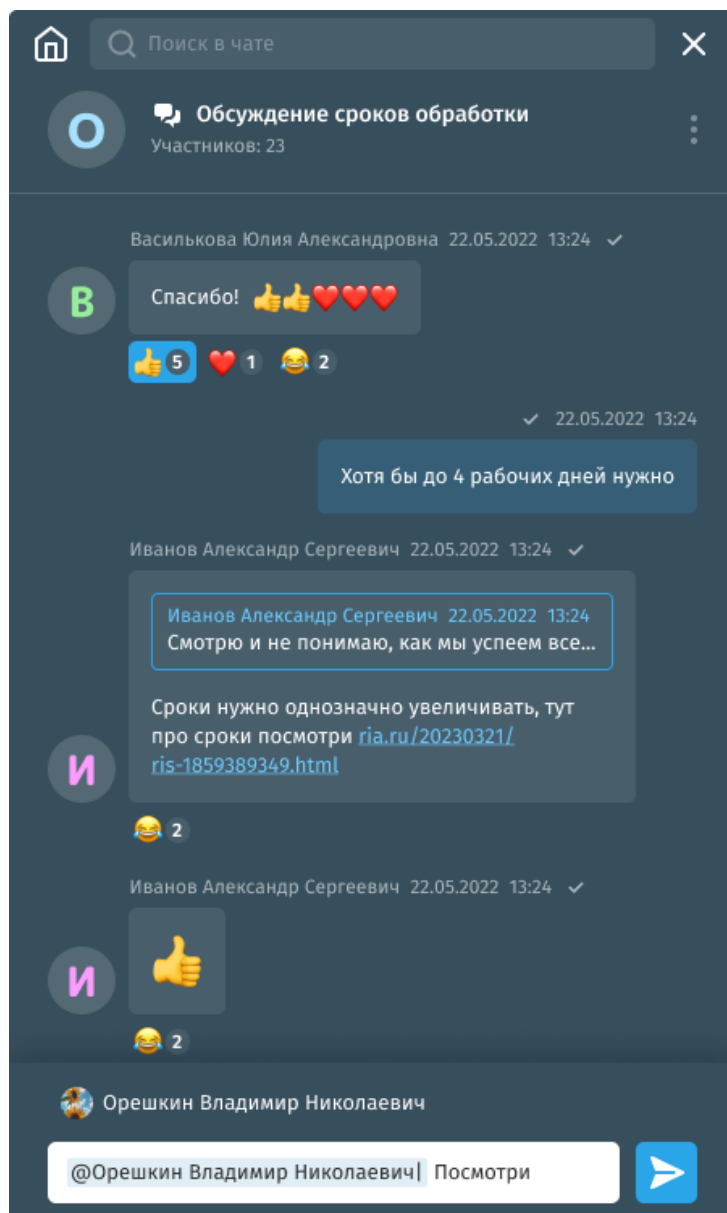 Поиск в чате
О
Обсуждение сроков обработки
Участников: 23
Василькова Юлия Александровна 22.05.2022 13:24
В
Спасибо! 👍👍❤️❤️❤️
👍 5 ❤️ 1 😂 2
22.05.2022 13:24
Хотя бы до 4 рабочих дней нужно
Иванов Александр Сергеевич 22.05.2022 13:24
Иванов Александр Сергеевич 22.05.2022 13:24
Смотрю и не понимаю, как мы успеем все...
Сроки нужно однозначно увеличивать, тут
про сроки посмотри ria.ru/20230321/
ris-1859389349.html
И
😂 2
Иванов Александр Сергеевич 22.05.2022 13:24
👍
И
😂 2
Орешкин Владимир Николаевич
@Орешкин Владимир Николаевич| Посмотри